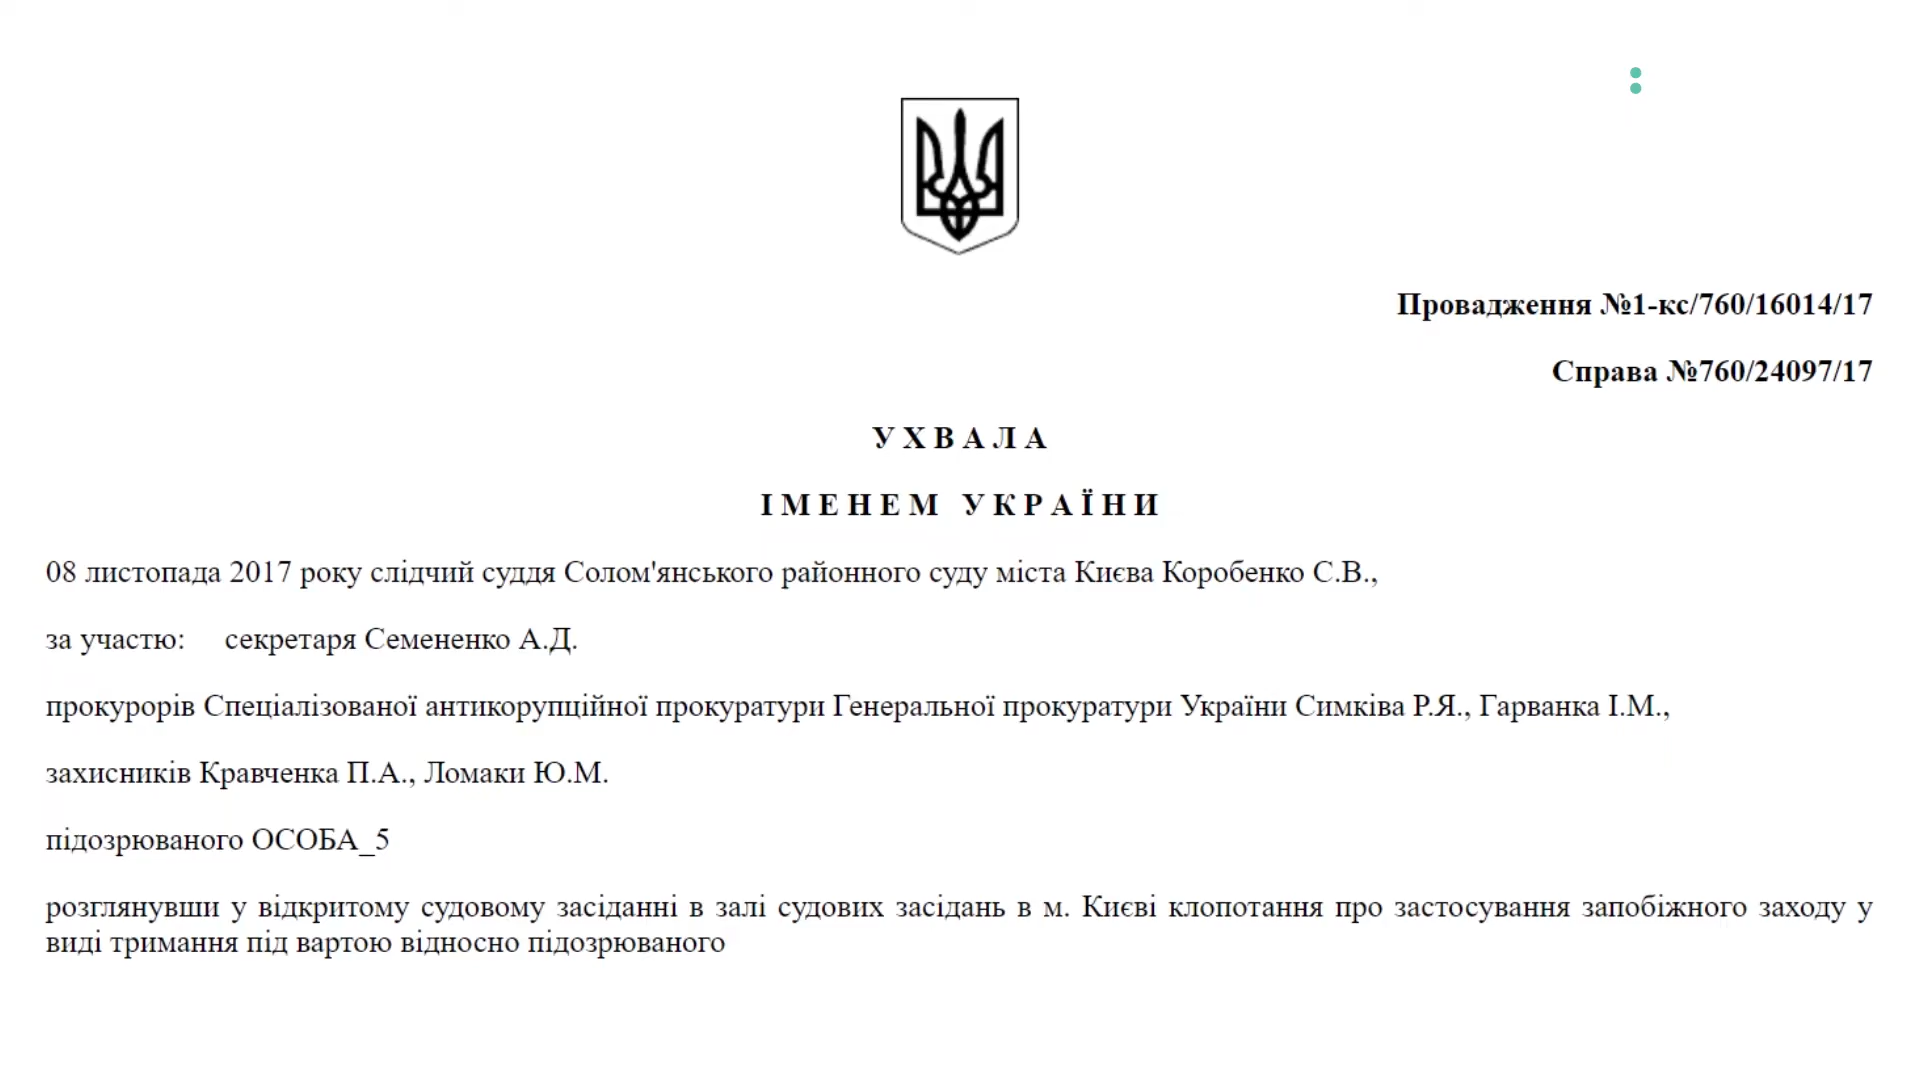 Провадження №1-кс/760/16014/17
Справа №760/24097/17
У Х В А Л А
І М Е Н Е М   У К Р А Ї Н И
08 листопада 2017 року слідчий суддя Солом'янського районного суду міста Києва Коробенко С.В.,
за участю: секретаря Семененко А.Д.
прокурорів Спеціалізованої антикорупційної прокуратури Генеральної прокуратури України Симківа Р.Я., Гарванка І.М.,
захисників Кравченка П.А., Ломаки Ю.М.
підозрюваного ОСОБА_5
розглянувши у відкритому судовому засіданні в залі судових засідань в м. Києві клопотання про застосування запобіжного заходу у
виді тримання під вартою відносно підозрюваного